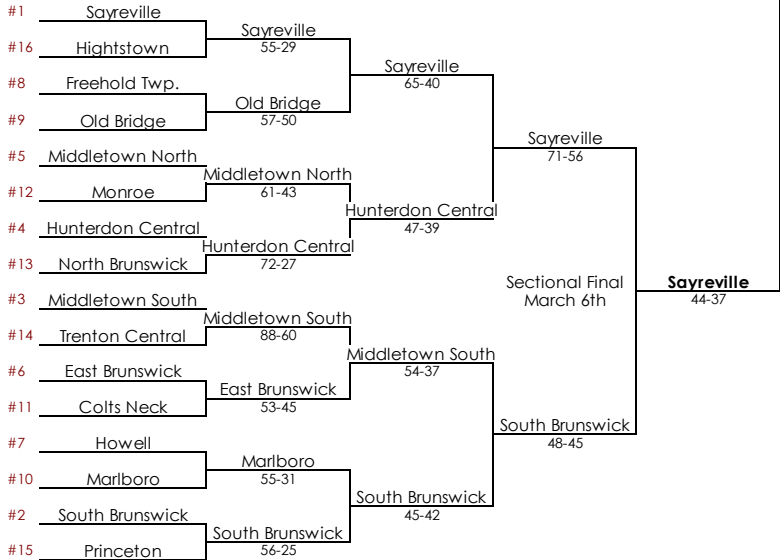 #1 Sayreville
#16 Hightstown
#8 Freehold Twp.
#9 Old Bridge
#5 Middletown North
#12 Monroe
#4 Hunterdon Central
#13 North Brunswick
#3 Middletown South
#14 Trenton Central
#6 East Brunswick
#11 Colts Neck
#7 Howell
#10 Marlboro
#2 South Brunswick
#15 Princeton
Sayreville
55-29
Old Bridge
57-50
Middletown North
61-43
Hunterdon Central
72-27
Middletown South
88-60
East Brunswick
53-45
Marlboro
55-31
South Brunswick
56-25
Sayreville
65-40
Hunterdon Central
47-39
Middletown South
54-37
South Brunswick
45-42
Sayreville
71-56
South Brunswick
48-45
Sectional Final
March 6th
Sayreville
44-37